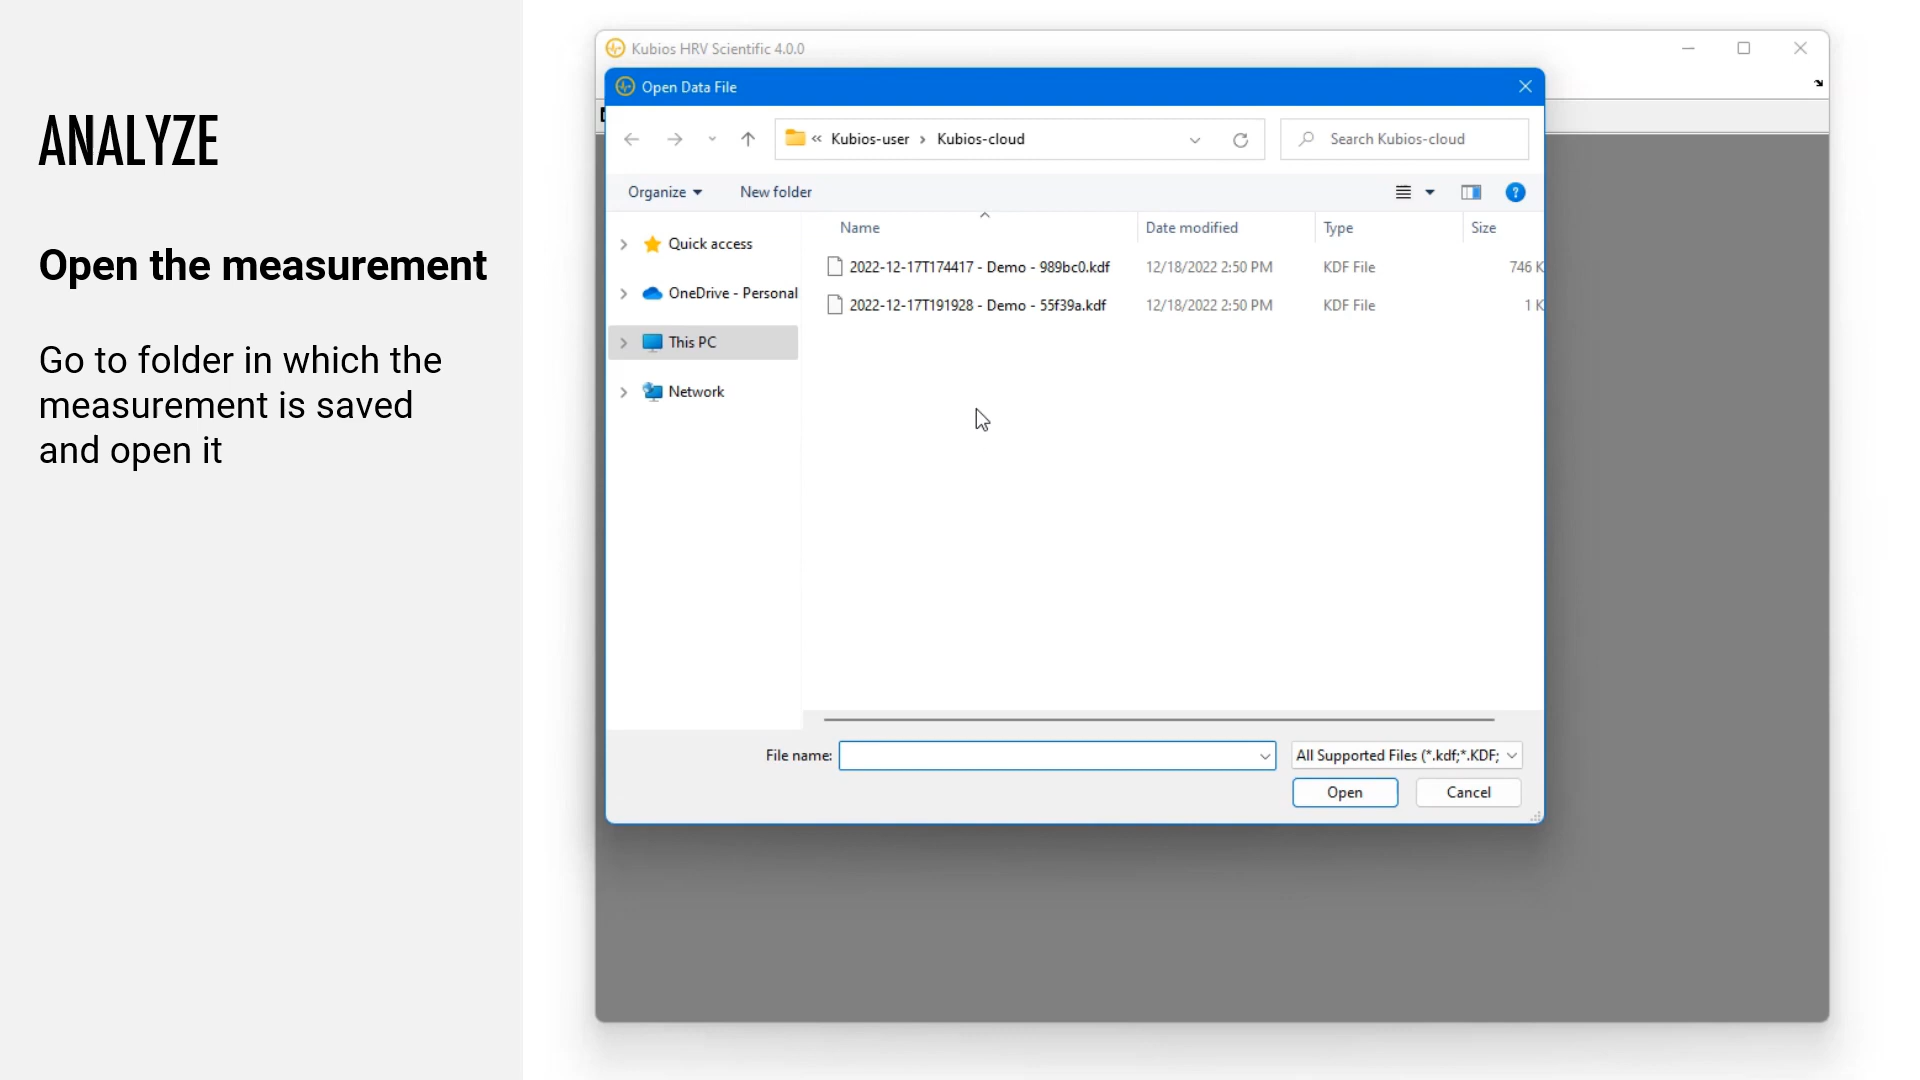 ANALYZE
Open the measurement
Go to folder in which the
measurement is saved
and open it
Kubios HRV Scientific 4.0.0
Open Data File
« Kubios-user › Kubios-cloud
Search Kubios-cloud
Organize
New folder
Name
Date modified
Type
Size
Quick access
OneDrive - Personal
This PC
Network
2022-12-17T174417 - Demo - 989bc0.kdf 12/18/2022 2:50 PM KDF File 746 K
2022-12-17T191928 - Demo - 55f39a.kdf 12/18/2022 2:50 PM KDF File 1 K
File name:
All Supported Files (*.kdf;*.KDF;
Open
Cancel